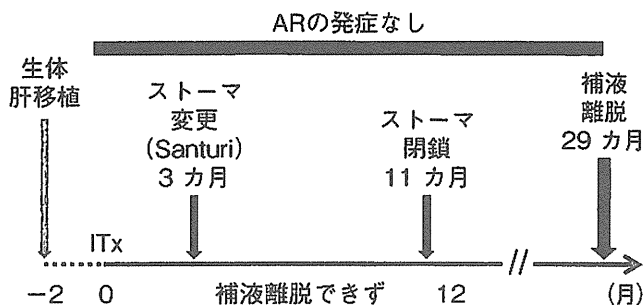 ARの発症なし
生体
肝移植
ストーマ
変更
(Santuri)
3 カ月
ストーマ
閉鎖
11 カ月
補液
離脱
29 カ月
ITx
−2
0
補液離脱できず
12
(月)